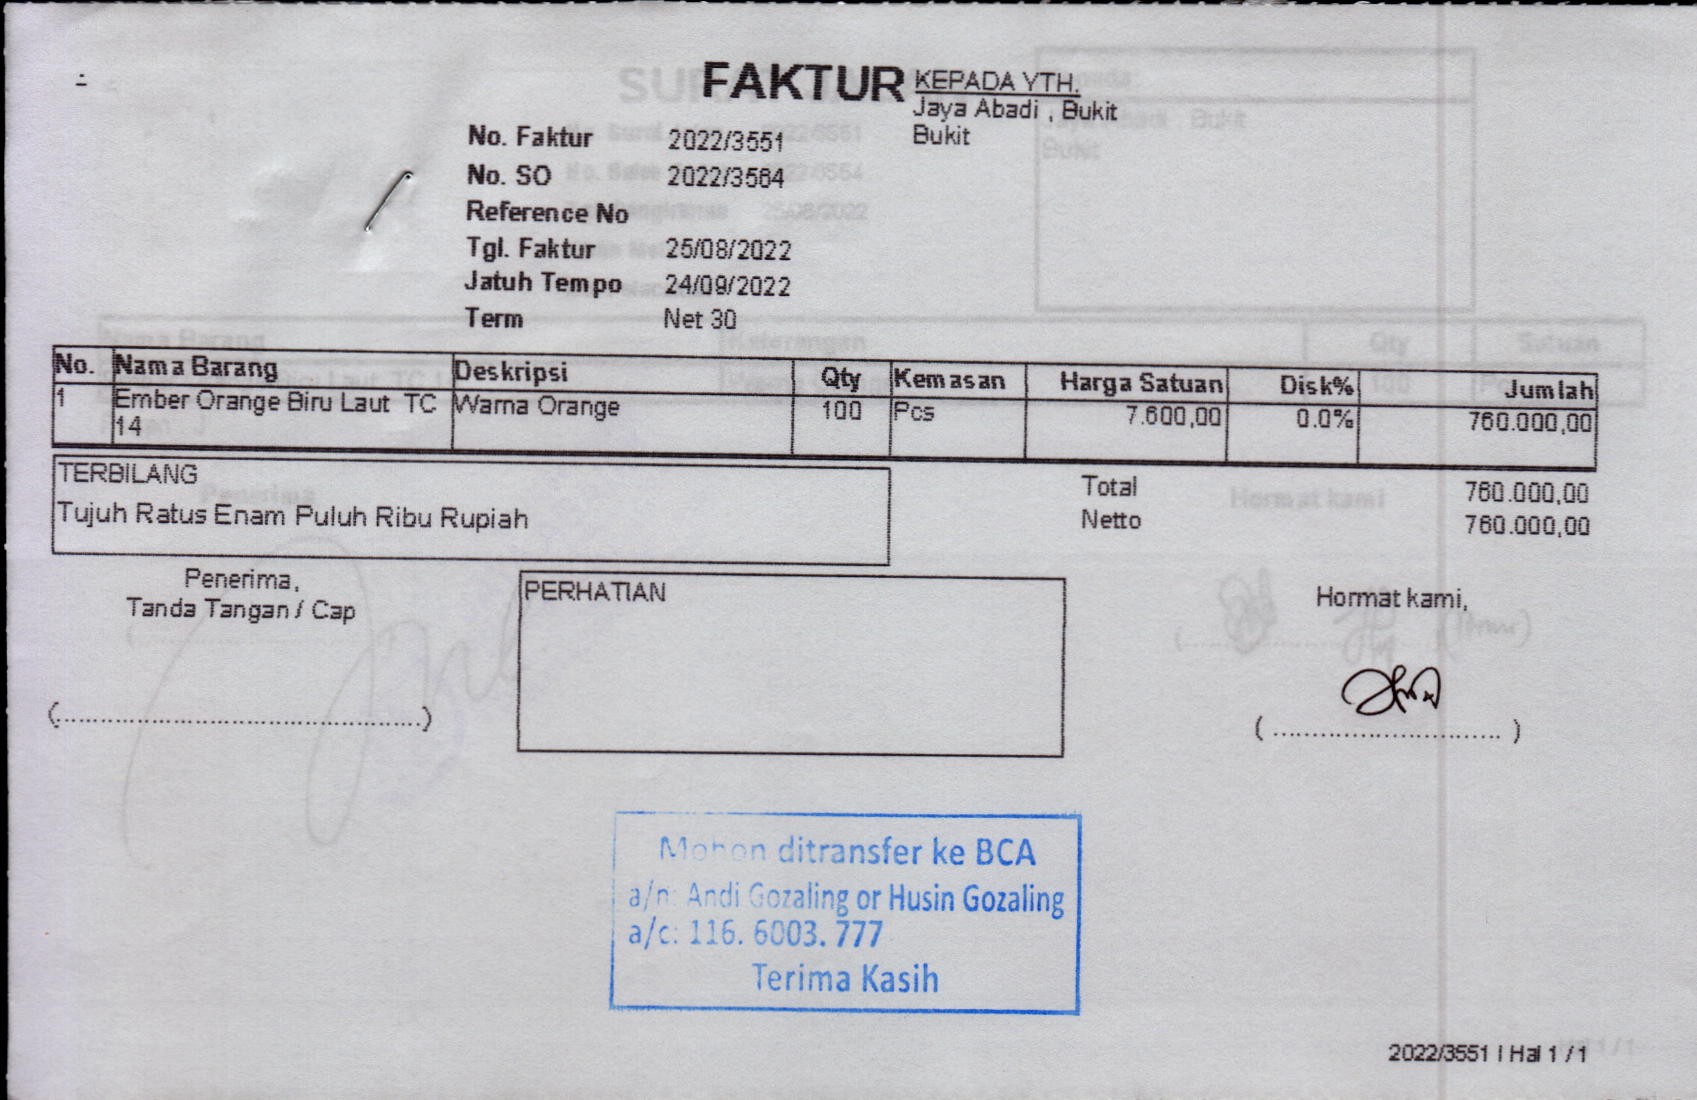 FAKTUR
KEPADA YTH.
Jaya Abadi , Bukit
Bukit
No. Faktur 2022/3551
No. SO 2022/3564
Reference No
Tgl. Faktur 25/08/2022
Jatuh Tempo 24/09/2022
Term Net 30
No. Nama Barang Deskripsi Qty Kemasan Harga Satuan Disk% Jumlah
1 Ember Orange Biru Laut TC Warna Orange 100 Pcs 7.600,00 0.0% 760.000,00
14
TERBILANG
Tujuh Ratus Enam Puluh Ribu Rupiah
Total 760.000,00
Netto 760.000,00
Penerima,
Tanda Tangan / Cap
(..............................................)
PERHATIAN
Hormat kami,
( ............................. )
Mohon ditransfer ke BCA
a/n: Andi Gozaling or Husin Gozaling
a/c: 116. 6003. 777
Terima Kasih
2022/3551 | Hal 1 / 1